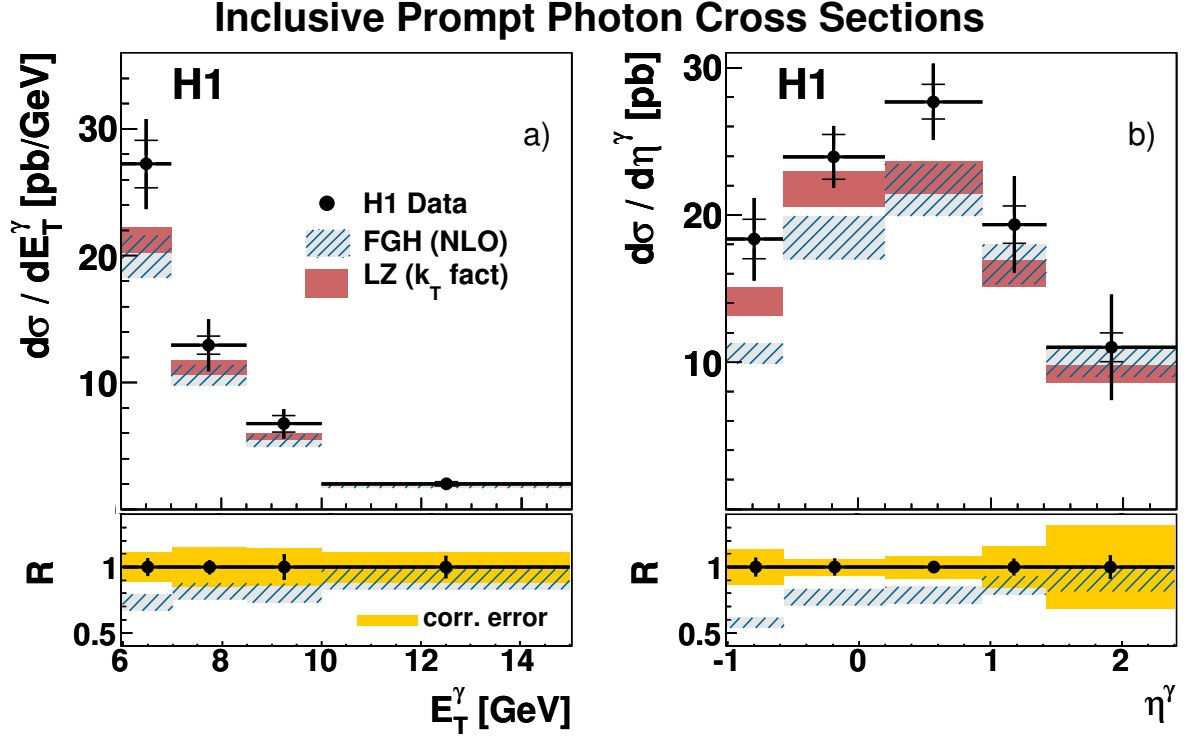 Inclusive Prompt Photon Cross Sections
H1
a)
dσ / dE_T^γ [pb/GeV]
30
20
10
H1 Data
FGH (NLO)
LZ (k_T fact)
R
1
0.5
corr. error
6 8 10 12 14
E_T^γ [GeV]
H1
b)
dσ / dη^γ [pb]
30
20
10
R
1
0.5
-1 0 1 2
η^γ